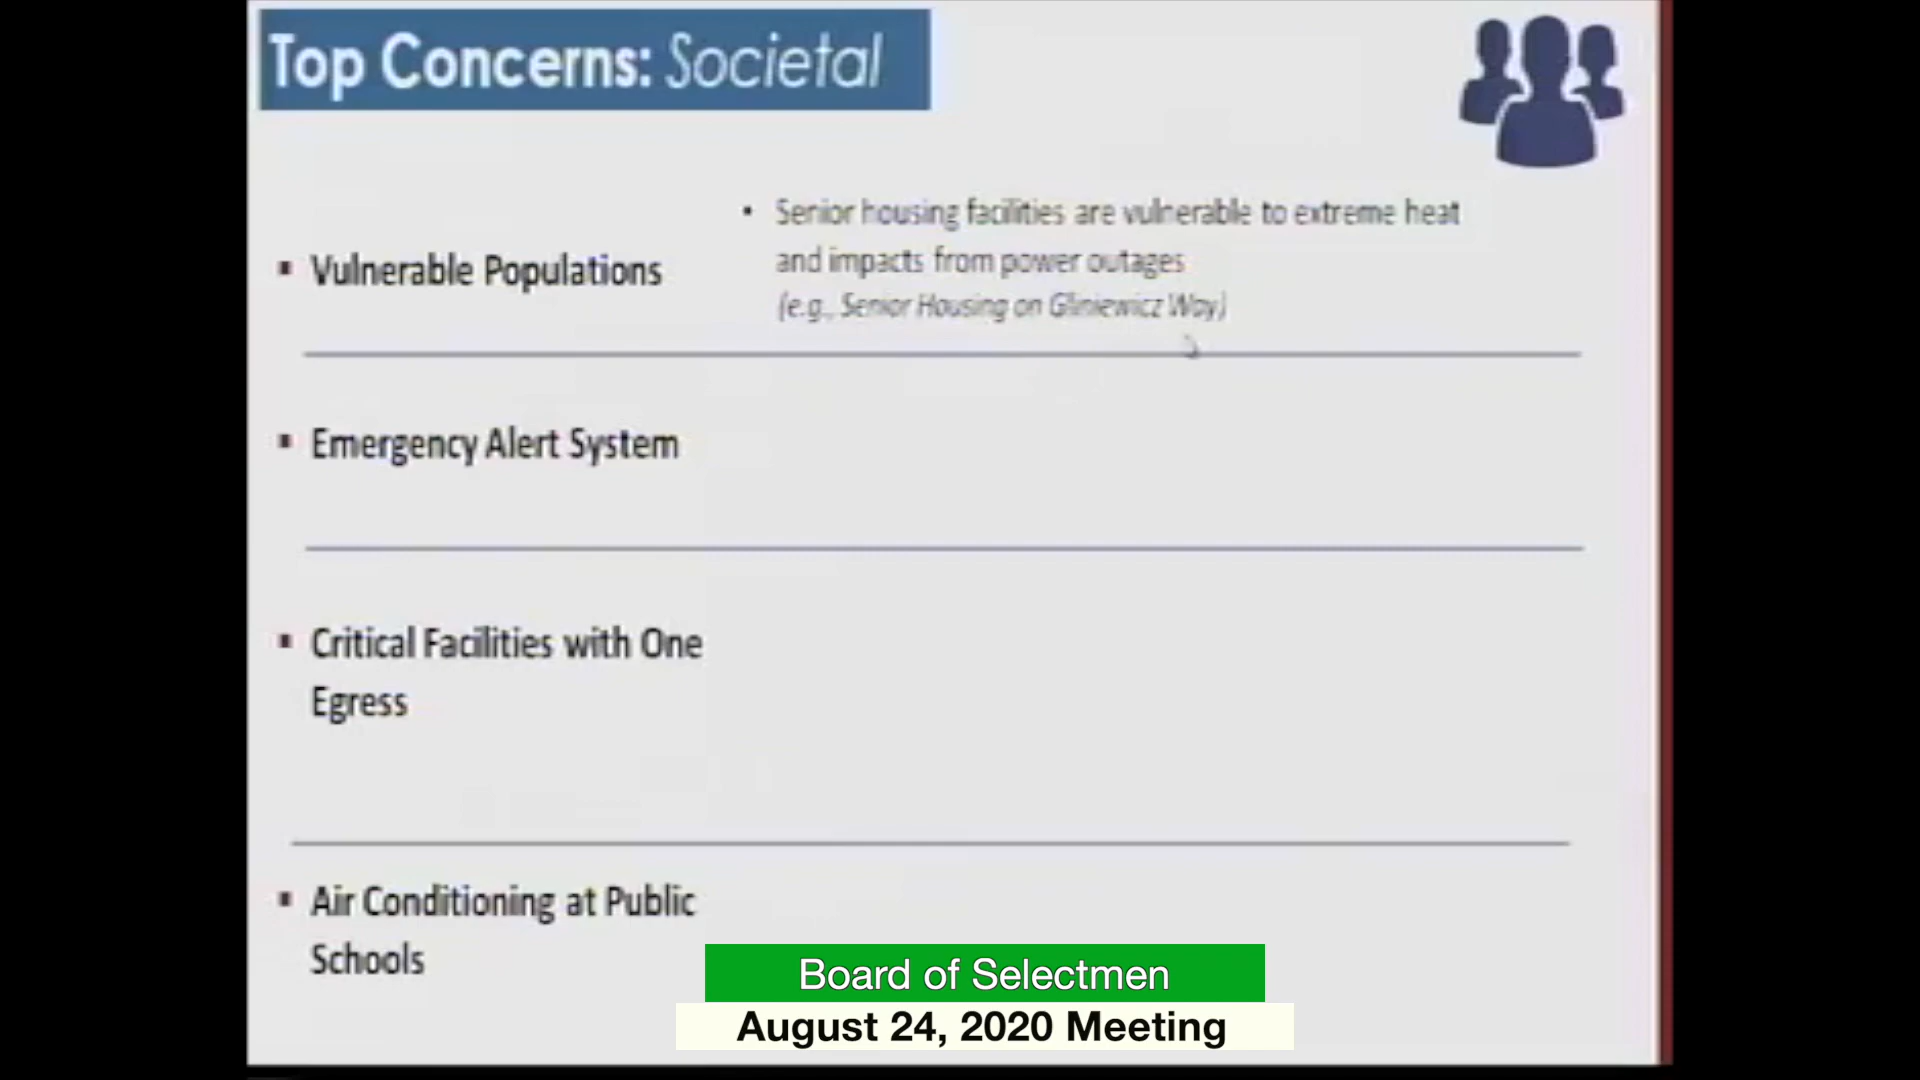 Top Concerns: Societal
Senior housing facilities are vulnerable to extreme heat
and impacts from power outages
(e.g., Senior Housing on Gliniewicz Way)
Vulnerable Populations
Emergency Alert System
Critical Facilities with One
Egress
Air Conditioning at Public
Schools
Board of Selectmen
August 24, 2020 Meeting